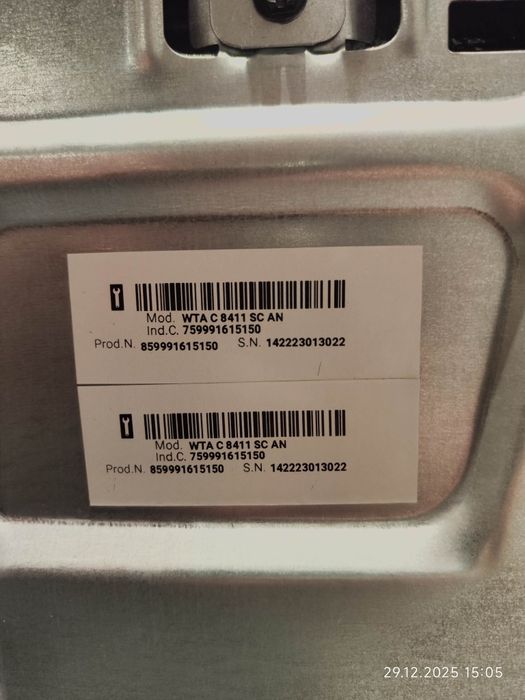 Mod. WTA C 8411 SC AN
Ind.C. 759991615150
Prod.N. 859991615150 S.N. 142223013022
Mod. WTA C 8411 SC AN
Ind.C. 759991615150
Prod.N. 859991615150 S.N. 142223013022
29.12.2025 15:05